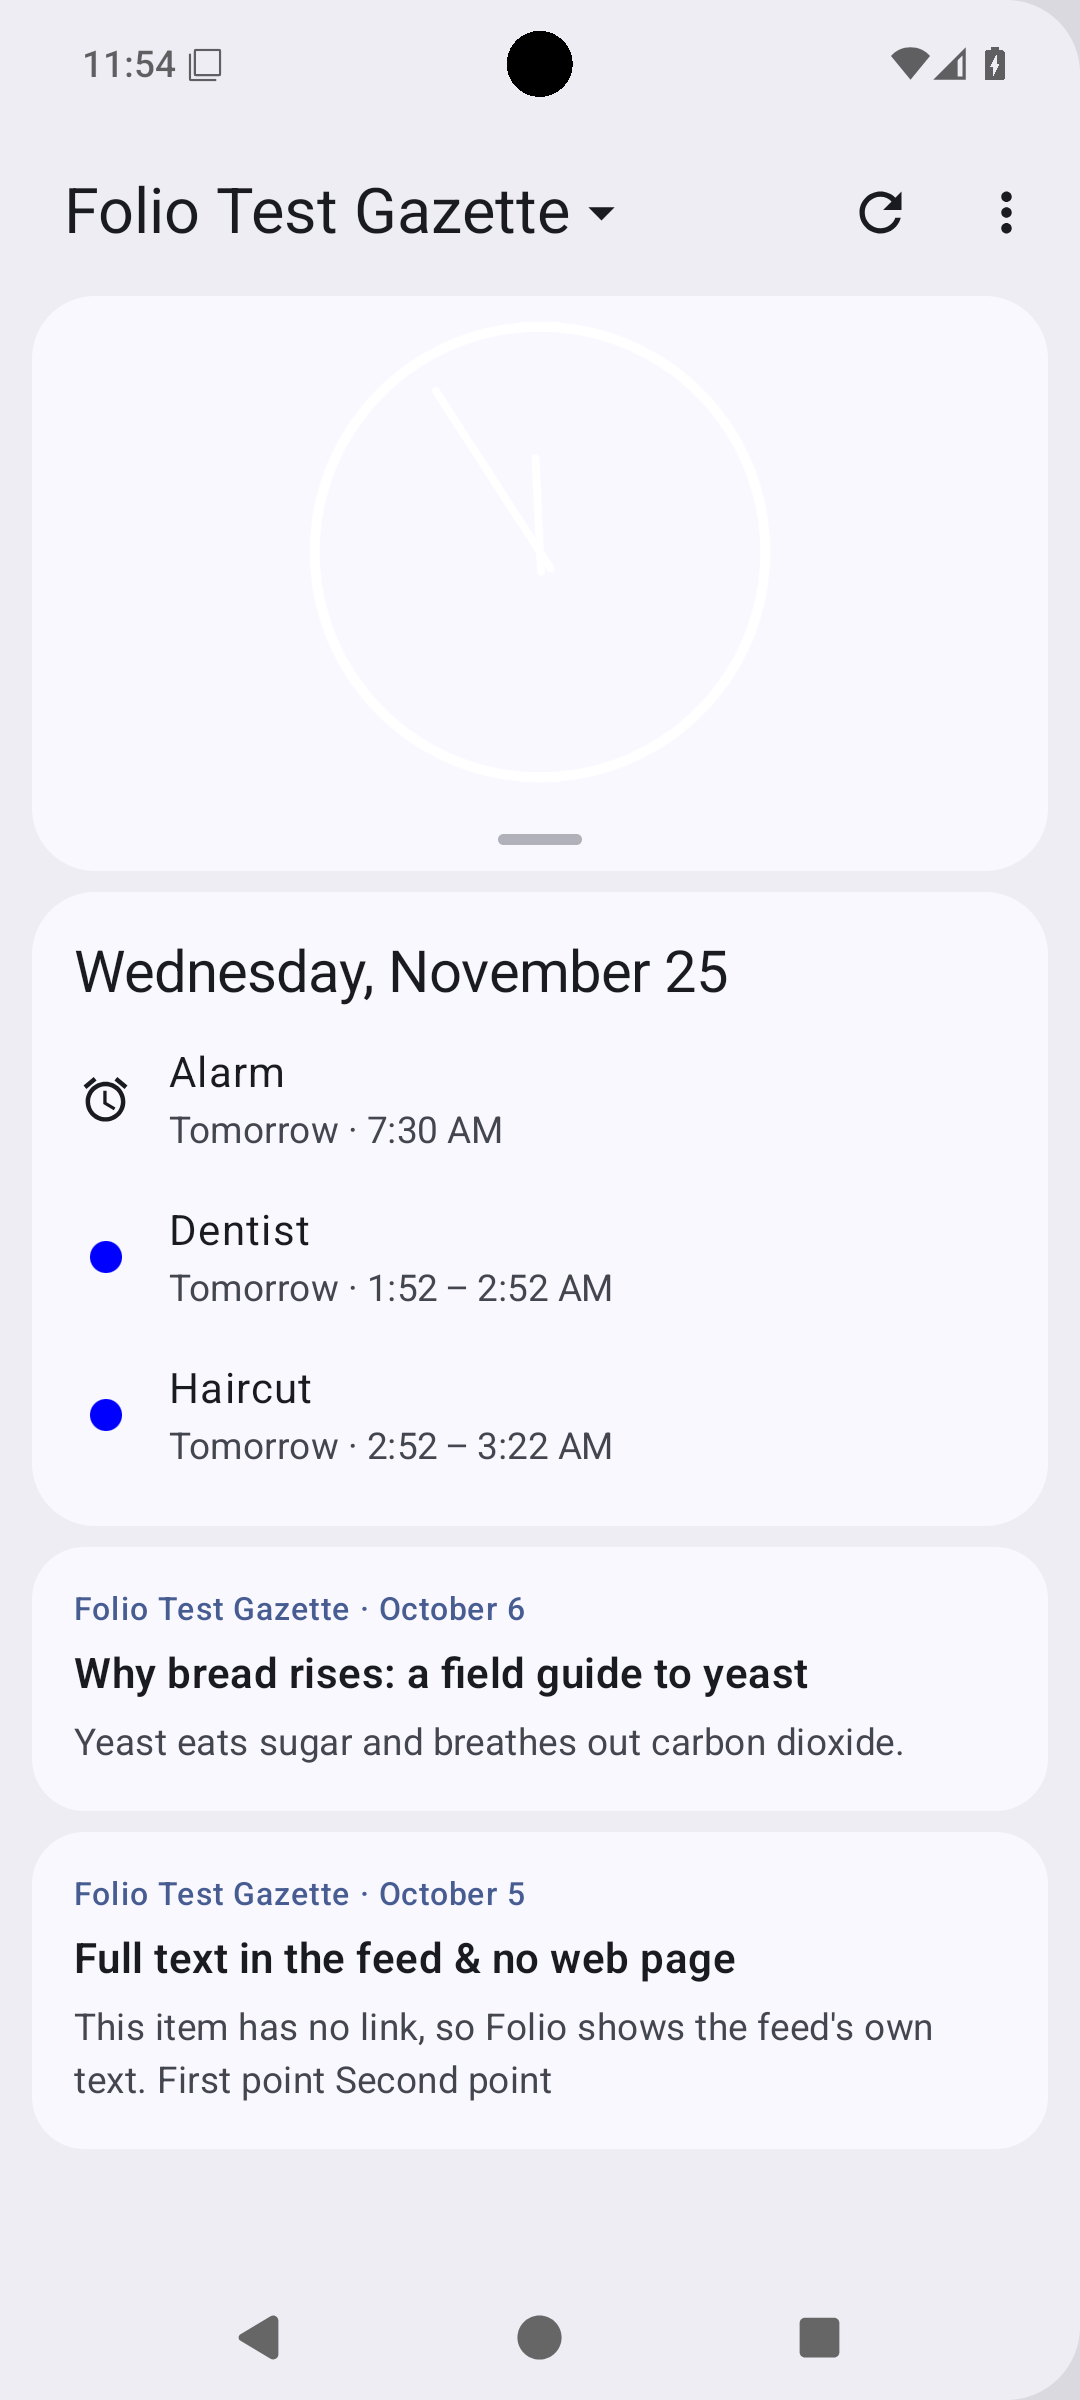 11:54
Folio Test Gazette
Wednesday, November 25
Alarm
Tomorrow · 7:30 AM
Dentist
Tomorrow · 1:52 – 2:52 AM
Haircut
Tomorrow · 2:52 – 3:22 AM
Folio Test Gazette · October 6
Why bread rises: a field guide to yeast
Yeast eats sugar and breathes out carbon dioxide.
Folio Test Gazette · October 5
Full text in the feed & no web page
This item has no link, so Folio shows the feed's own
text. First point Second point